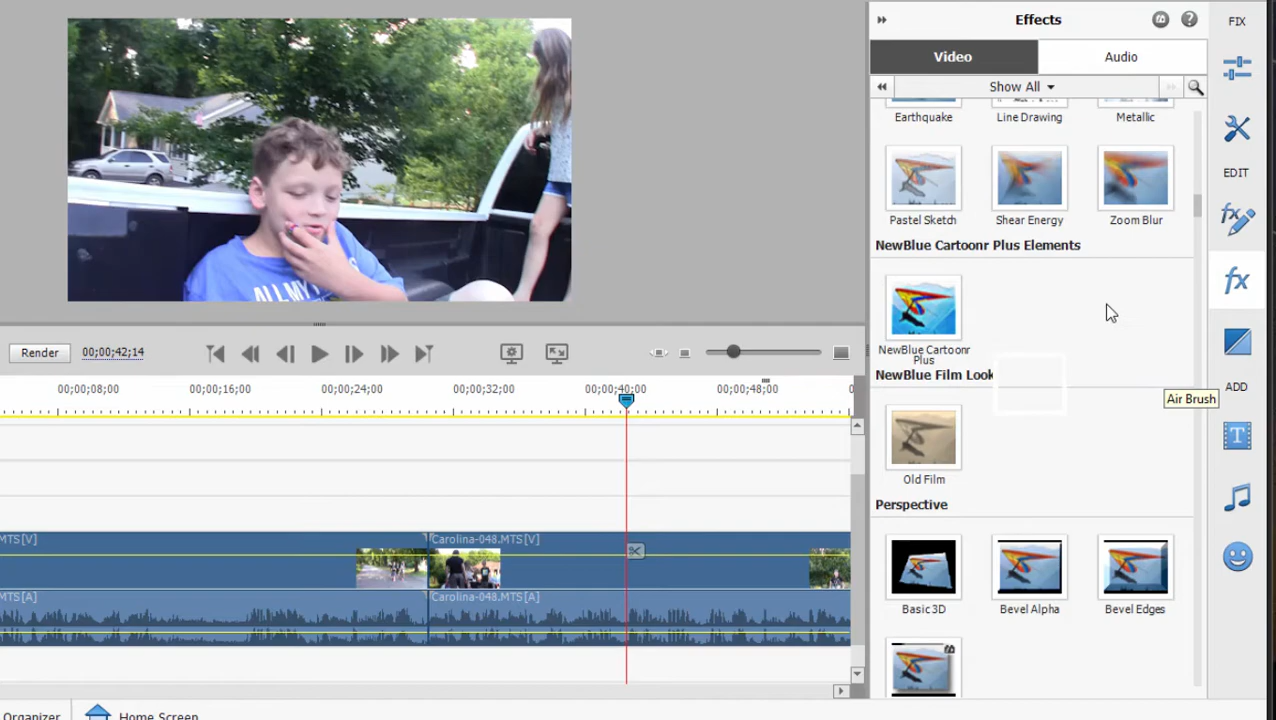 Effects
FIX
Video
Audio
Show All
Earthquake
Line Drawing
Metallic
EDIT
Pastel Sketch
Shear Energy
Zoom Blur
NewBlue Cartoonr Plus Elements
ALL MY
NewBlue Cartoonr
Plus
Render
00;00;42;14
NewBlue Film Look
ADD
00;00;08;00
00;00;16;00
00;00;24;00
00;00;32;00
00;00;40;00
00;00;48;00
Air Brush
T
Old Film
Perspective
MTS[V]
Carolina-048.MTS[V]
MTS[A]
Carolina-048.MTS[A]
Basic 3D
Bevel Alpha
Bevel Edges
Organizer
Home Screen
fx